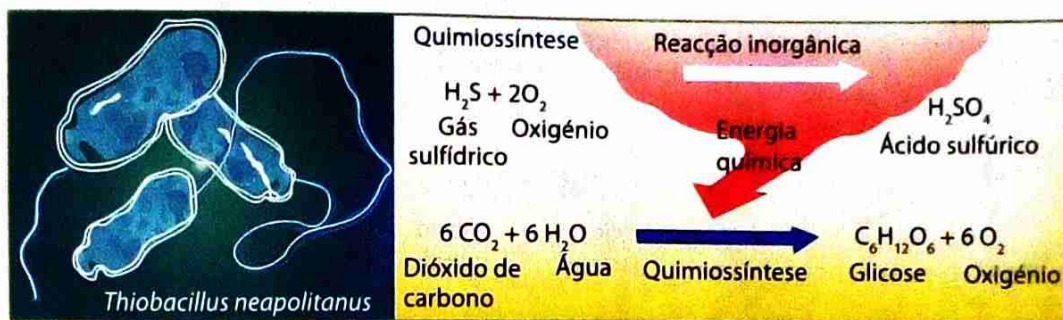 Quimiossíntese
Reacção inorgânica
H₂S + 2O₂
H₂SO₄
Gás Oxigénio
sulfídrico
Energia
química
Ácido sulfúrico
6 CO₂ + 6 H₂O
C₆H₁₂O₆ + 6 O₂
Dióxido de
carbono
Água
Quimiossíntese
Glicose
Oxigénio
Thiobacillus neapolitanus